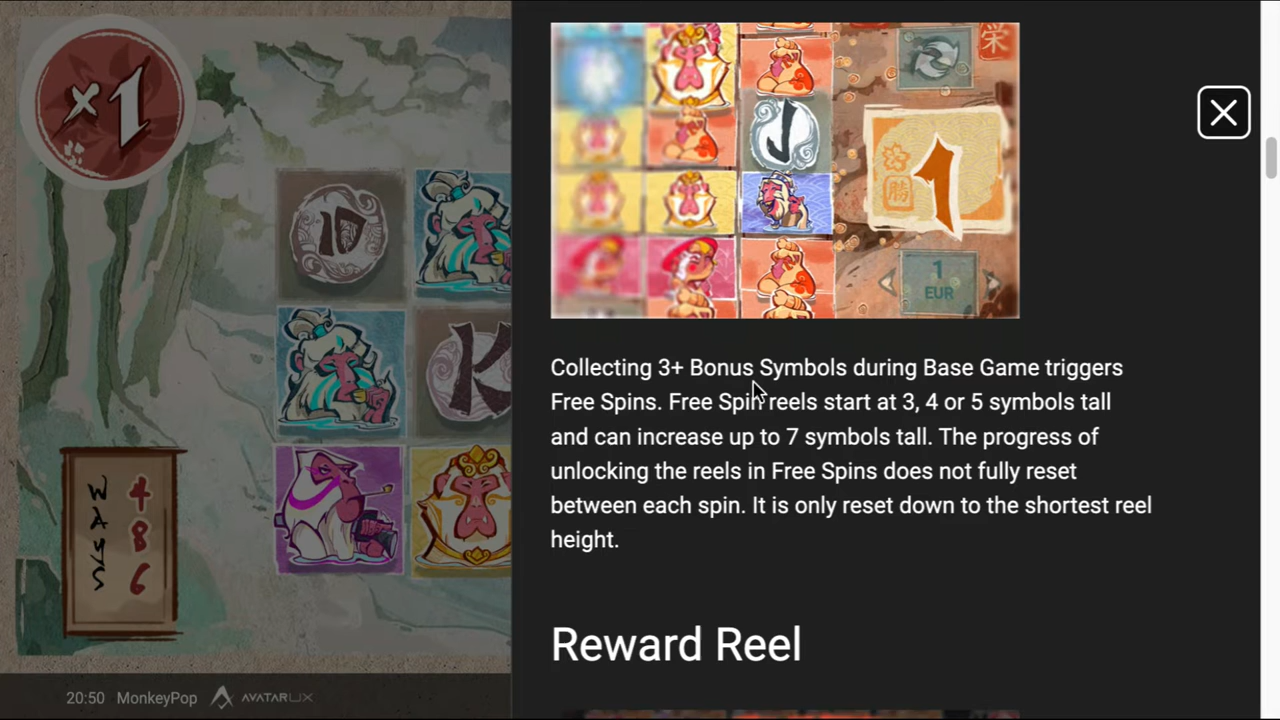 ×1
栄
J
1
1
EUR
10
K
WAYS
486
Collecting 3+ Bonus Symbols during Base Game triggers
Free Spins. Free Spin reels start at 3, 4 or 5 symbols tall
and can increase up to 7 symbols tall. The progress of
unlocking the reels in Free Spins does not fully reset
between each spin. It is only reset down to the shortest reel
height.
Reward Reel
20:50 MonkeyPop AVATARUX